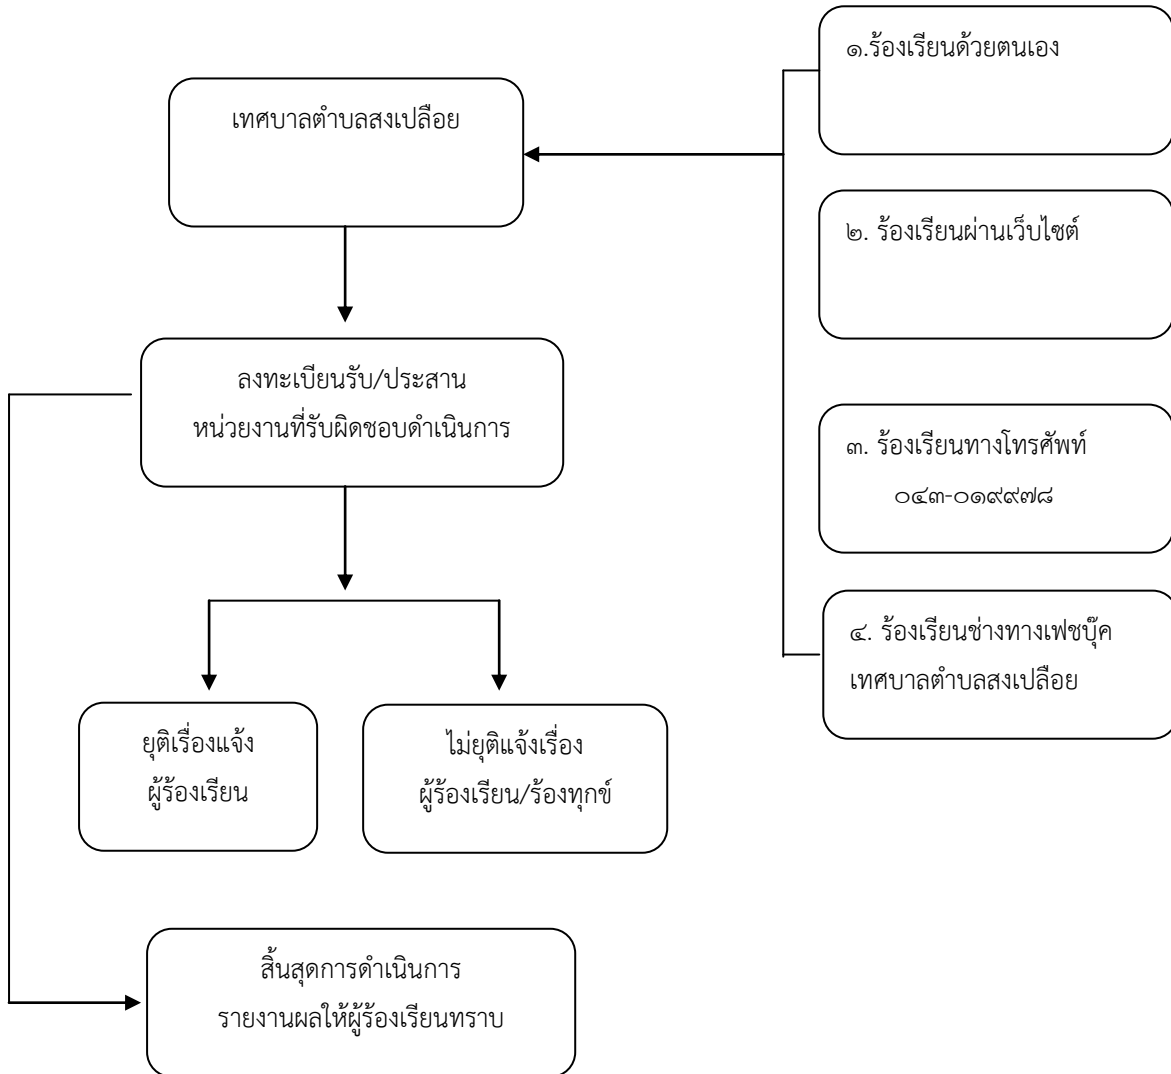 ๑.ร้องเรียนด้วยตนเอง
เทศบาลตำบลสงเปลือย
๒. ร้องเรียนผ่านเว็บไซต์
ลงทะเบียนรับ/ประสาน
หน่วยงานที่รับผิดชอบดำเนินการ
๓. ร้องเรียนทางโทรศัพท์
๐๔๓-๐๑๙๙๗๘
๔. ร้องเรียนช่างทางเฟซบุ๊ค
เทศบาลตำบลสงเปลือย
ยุติเรื่องแจ้ง
ผู้ร้องเรียน
ไม่ยุติแจ้งเรื่อง
ผู้ร้องเรียน/ร้องทุกข์
สิ้นสุดการดำเนินการ
รายงานผลให้ผู้ร้องเรียนทราบ